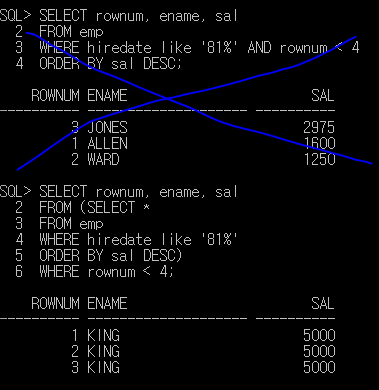 SQL> SELECT rownum, ename, sal
2 FROM emp
3 WHERE hiredate like '81%' AND rownum < 4
4 ORDER BY sal DESC;
ROWNUM ENAME SAL
---------- -------------------- ----------
3 JONES 2975
1 ALLEN 1600
2 WARD 1250
SQL> SELECT rownum, ename, sal
2 FROM (SELECT *
3 FROM emp
4 WHERE hiredate like '81%'
5 ORDER BY sal DESC)
6 WHERE rownum < 4;
ROWNUM ENAME SAL
---------- -------------------- ----------
1 KING 5000
2 KING 5000
3 KING 5000